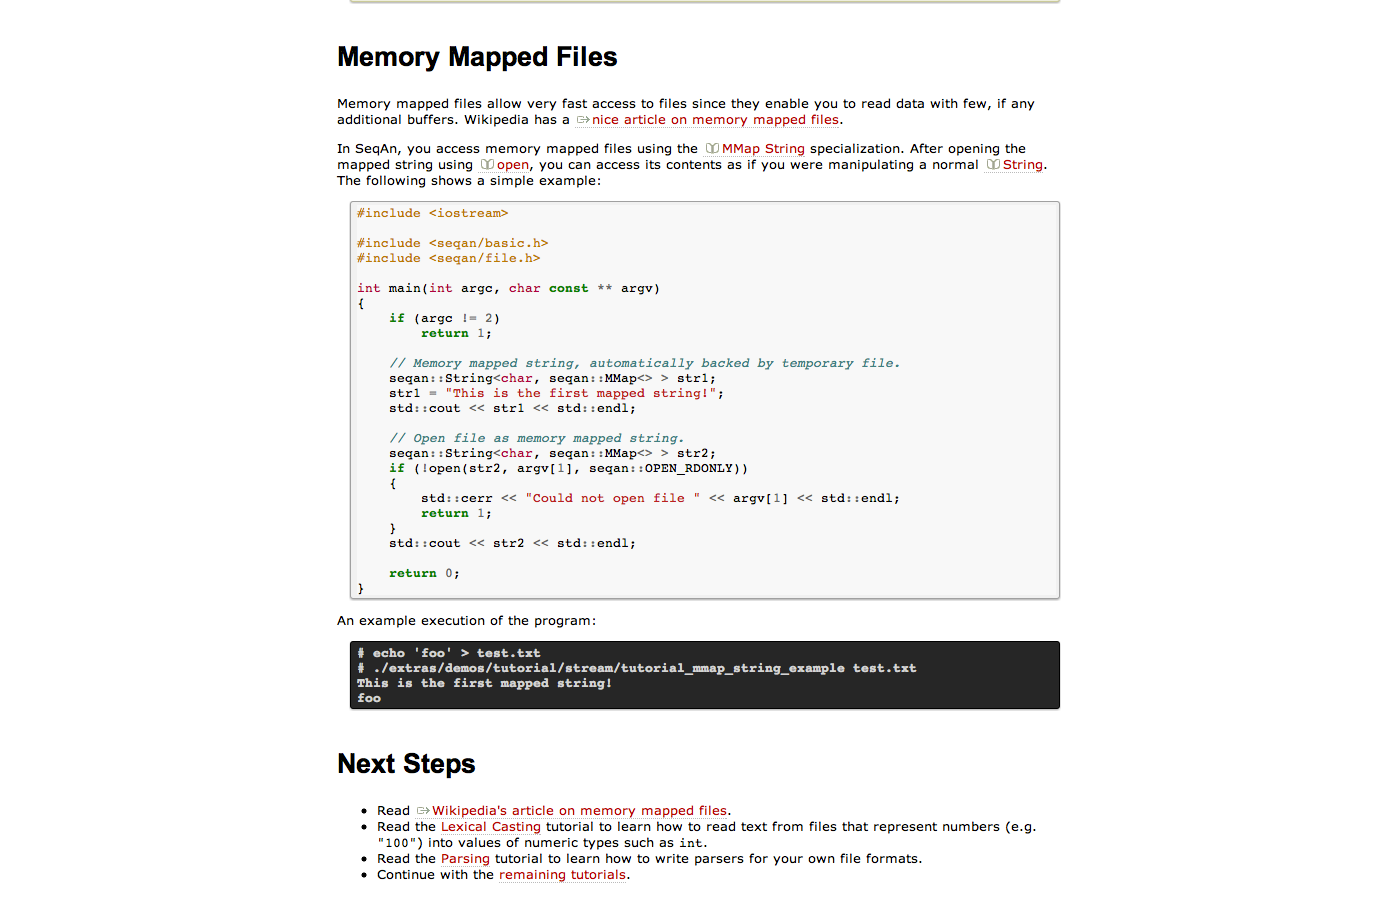 Memory Mapped Files
Memory mapped files allow very fast access to files since they enable you to read data with few, if any
additional buffers. Wikipedia has a nice article on memory mapped files.
In SeqAn, you access memory mapped files using the MMap String specialization. After opening the
mapped string using open, you can access its contents as if you were manipulating a normal String.
The following shows a simple example:
#include <iostream>
#include <seqan/basic.h>
#include <seqan/file.h>
int main(int argc, char const ** argv)
{
    if (argc != 2)
        return 1;
    // Memory mapped string, automatically backed by temporary file.
    seqan::String<char, seqan::MMap<> > str1;
    str1 = "This is the first mapped string!";
    std::cout << str1 << std::endl;
    // Open file as memory mapped string.
    seqan::String<char, seqan::MMap<> > str2;
    if (!open(str2, argv[1], seqan::OPEN_RDONLY))
    {
        std::cerr << "Could not open file " << argv[1] << std::endl;
        return 1;
    }
    std::cout << str2 << std::endl;
    return 0;
}
An example execution of the program:
# echo 'foo' > test.txt
# ./extras/demos/tutorial/stream/tutorial_mmap_string_example test.txt
This is the first mapped string!
foo
Next Steps
• Read Wikipedia's article on memory mapped files.
• Read the Lexical Casting tutorial to learn how to read text from files that represent numbers (e.g.
"100") into values of numeric types such as int.
• Read the Parsing tutorial to learn how to write parsers for your own file formats.
• Continue with the remaining tutorials.